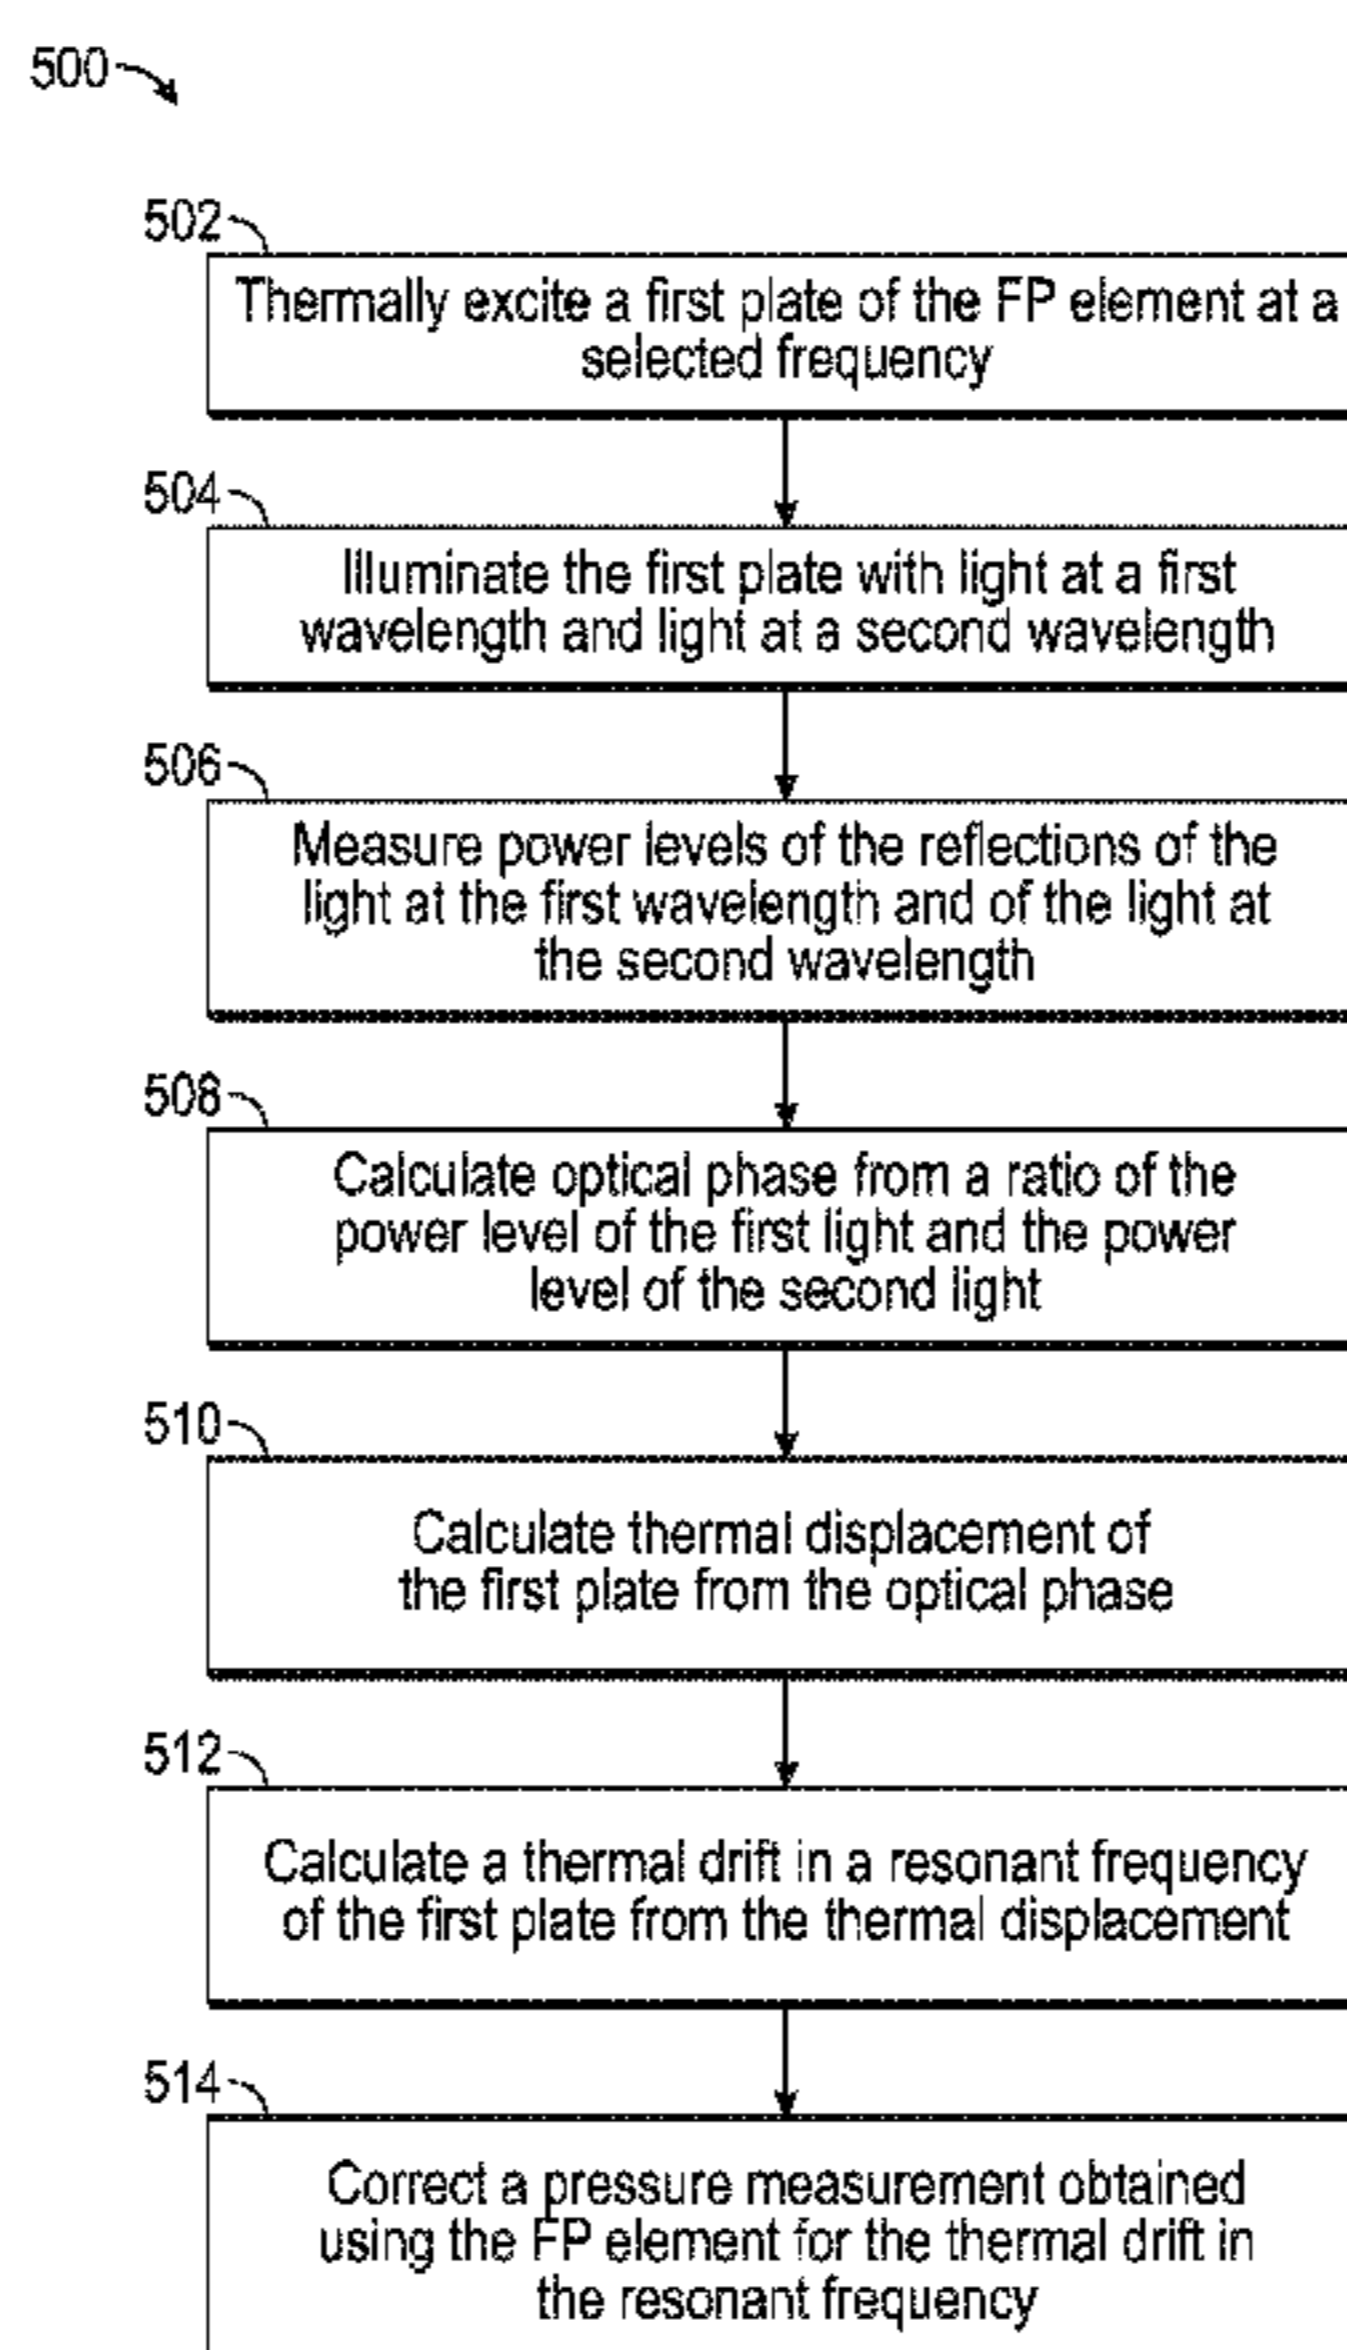 500
502
Thermally excite a first plate of the FP element at a
selected frequency
504
Illuminate the first plate with light at a first
wavelength and light at a second wavelength
506
Measure power levels of the reflections of the
light at the first wavelength and of the light at
the second wavelength
508
Calculate optical phase from a ratio of the
power level of the first light and the power
level of the second light
510
Calculate thermal displacement of
the first plate from the optical phase
512
Calculate a thermal drift in a resonant frequency
of the first plate from the thermal displacement
514
Correct a pressure measurement obtained
using the FP element for the thermal drift in
the resonant frequency